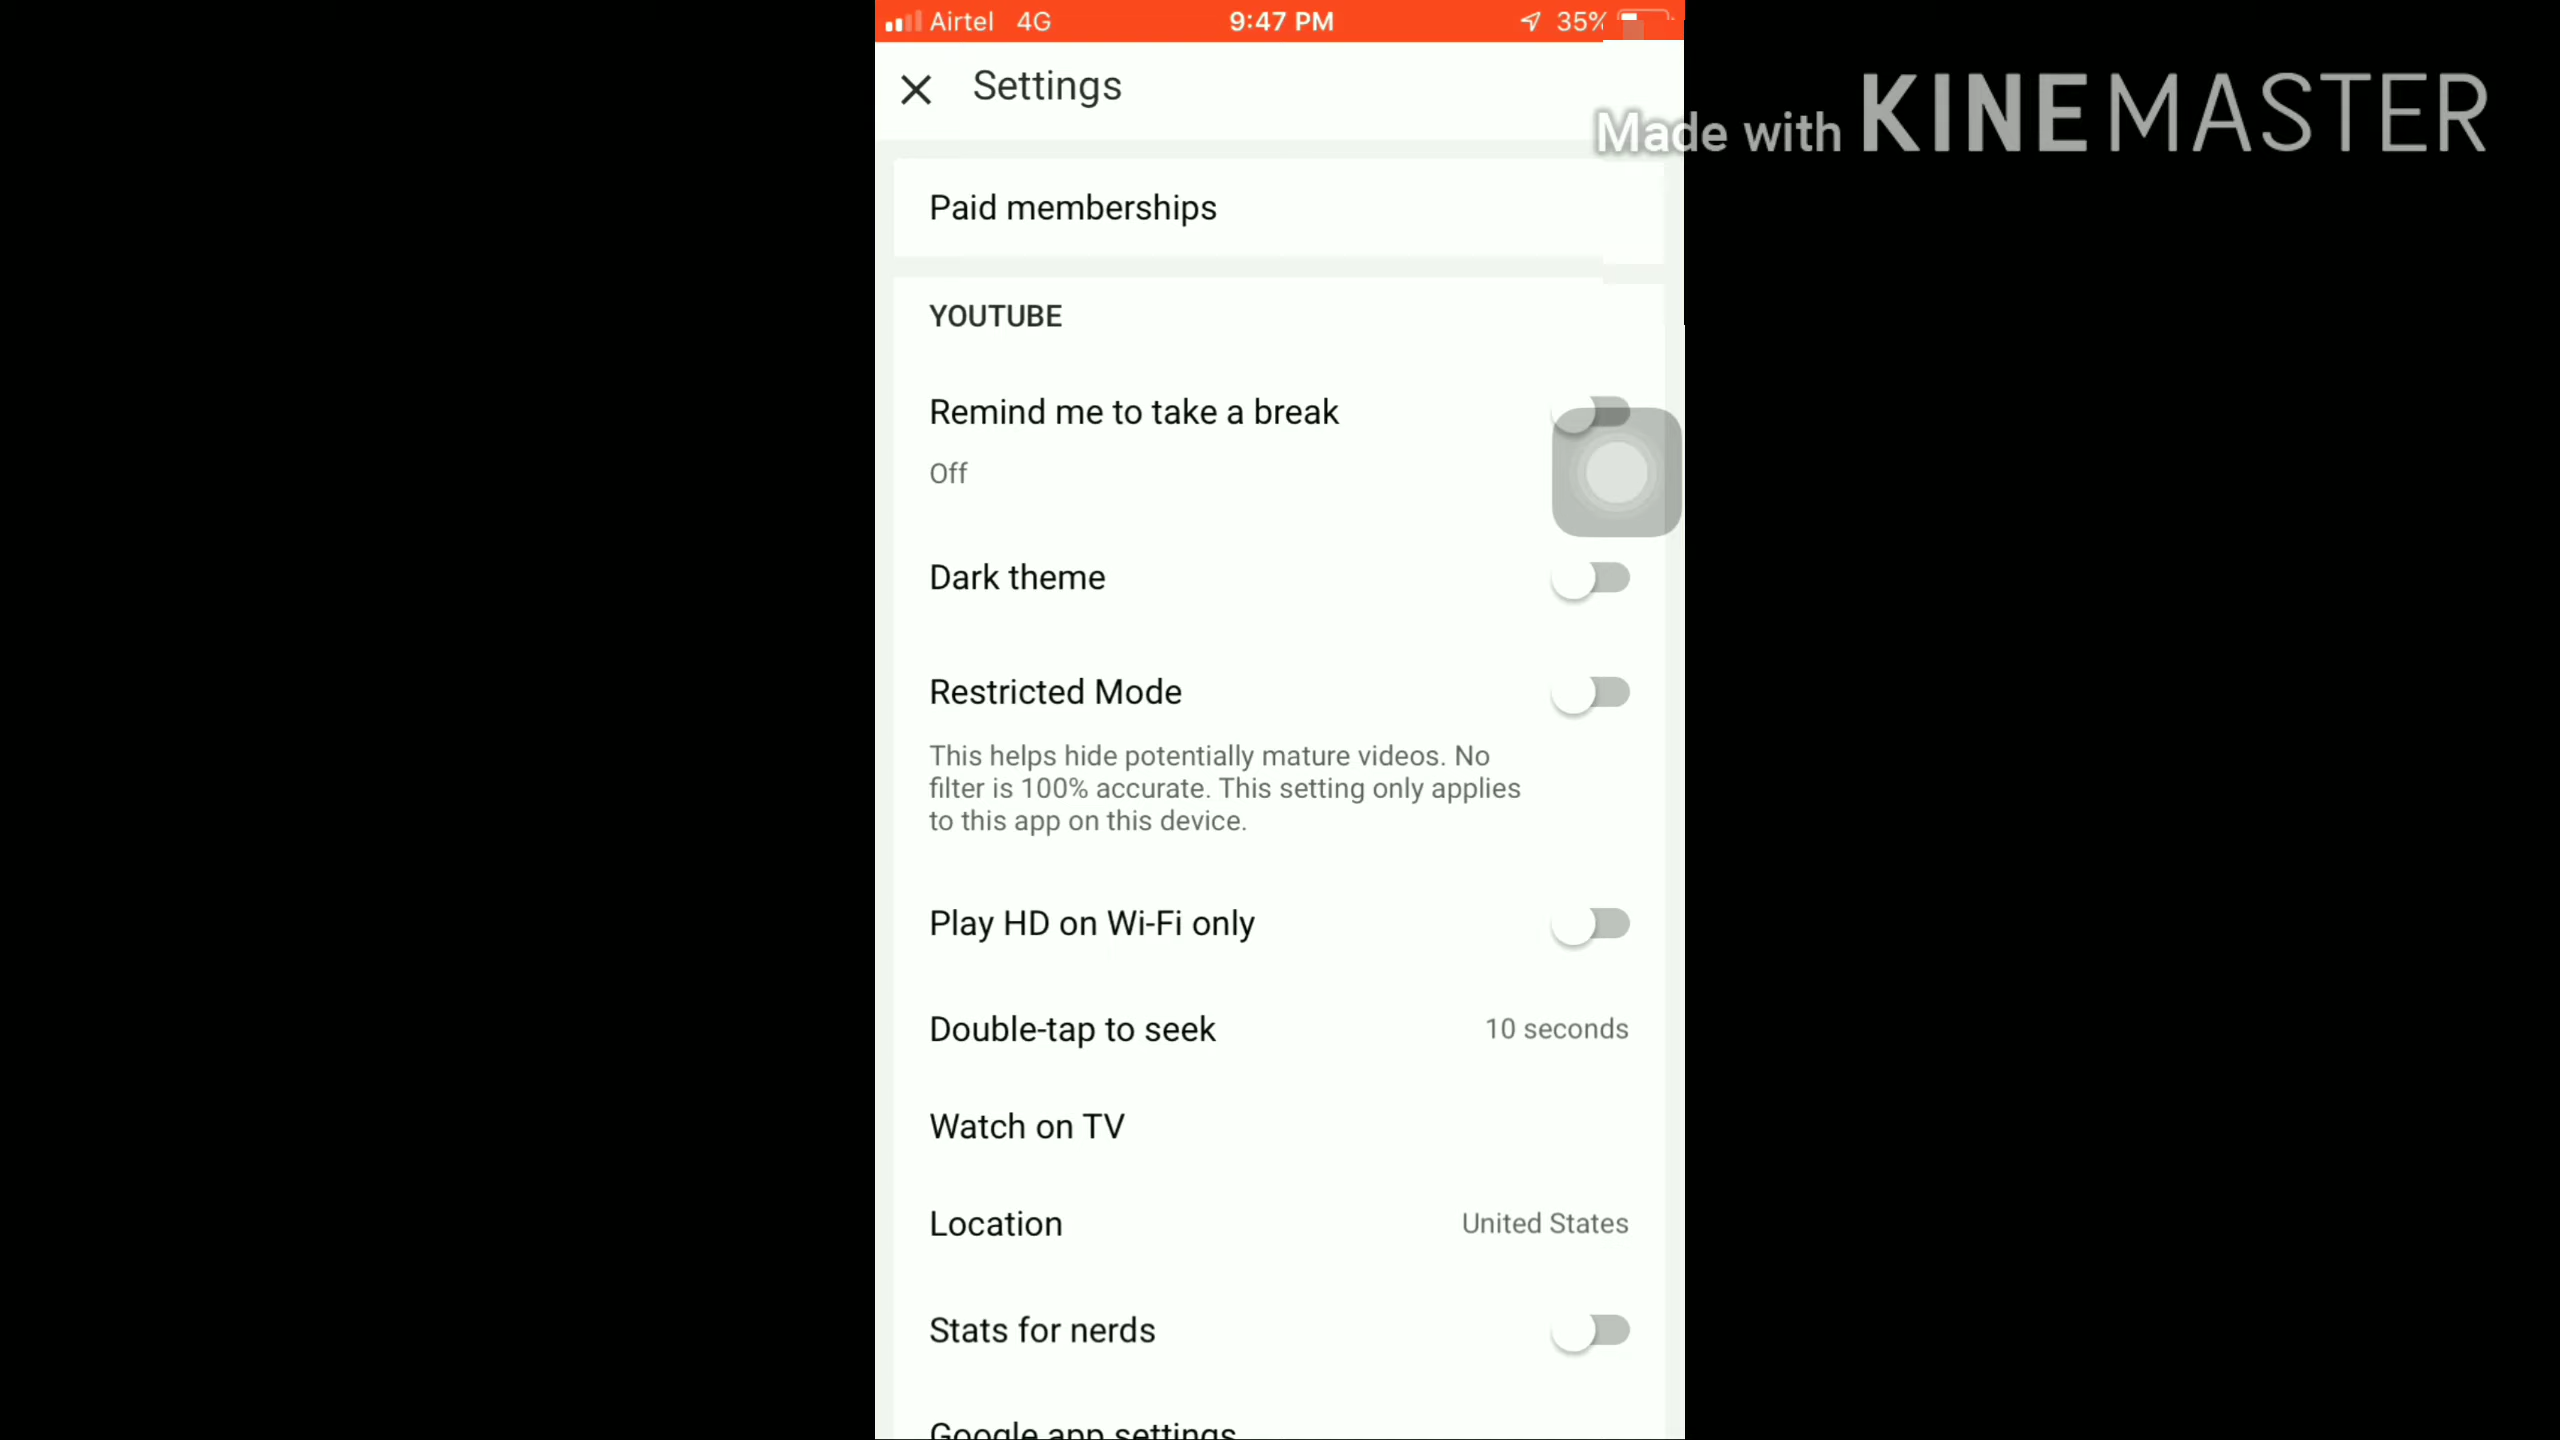 Airtel 4G 9:47 PM 35%
Settings
Made with KINEMASTER
Paid memberships
YOUTUBE
Remind me to take a break
Off
Dark theme
Restricted Mode
This helps hide potentially mature videos. No
filter is 100% accurate. This setting only applies
to this app on this device.
Play HD on Wi-Fi only
Double-tap to seek 10 seconds
Watch on TV
Location United States
Stats for nerds
Google app settings